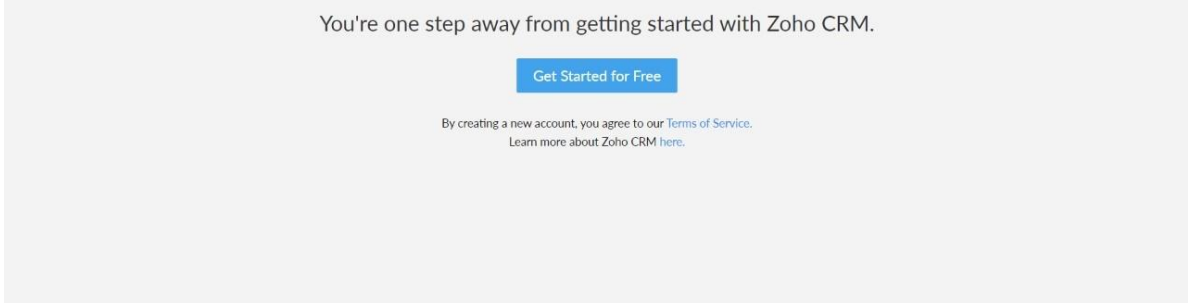 You're one step away from getting started with Zoho CRM.
Get Started for Free
By creating a new account, you agree to our Terms of Service.
Learn more about Zoho CRM here.